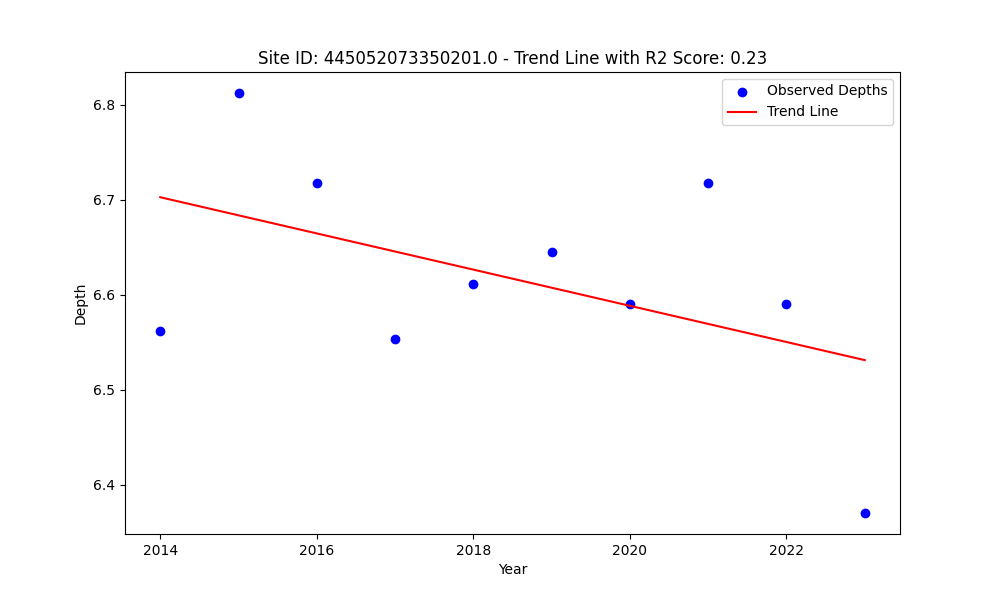 Site ID: 445052073350201.0 - Trend Line with R2 Score: 0.23
Observed Depths
Trend Line
6.8
6.7
6.6
6.5
6.4
Depth
2014
2016
2018
2020
2022
Year